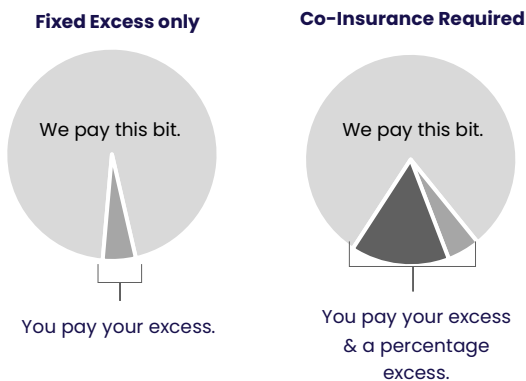 Fixed Excess only
Co-Insurance Required
We pay this bit.
We pay this bit.
You pay your excess.
You pay your excess
& a percentage
excess.